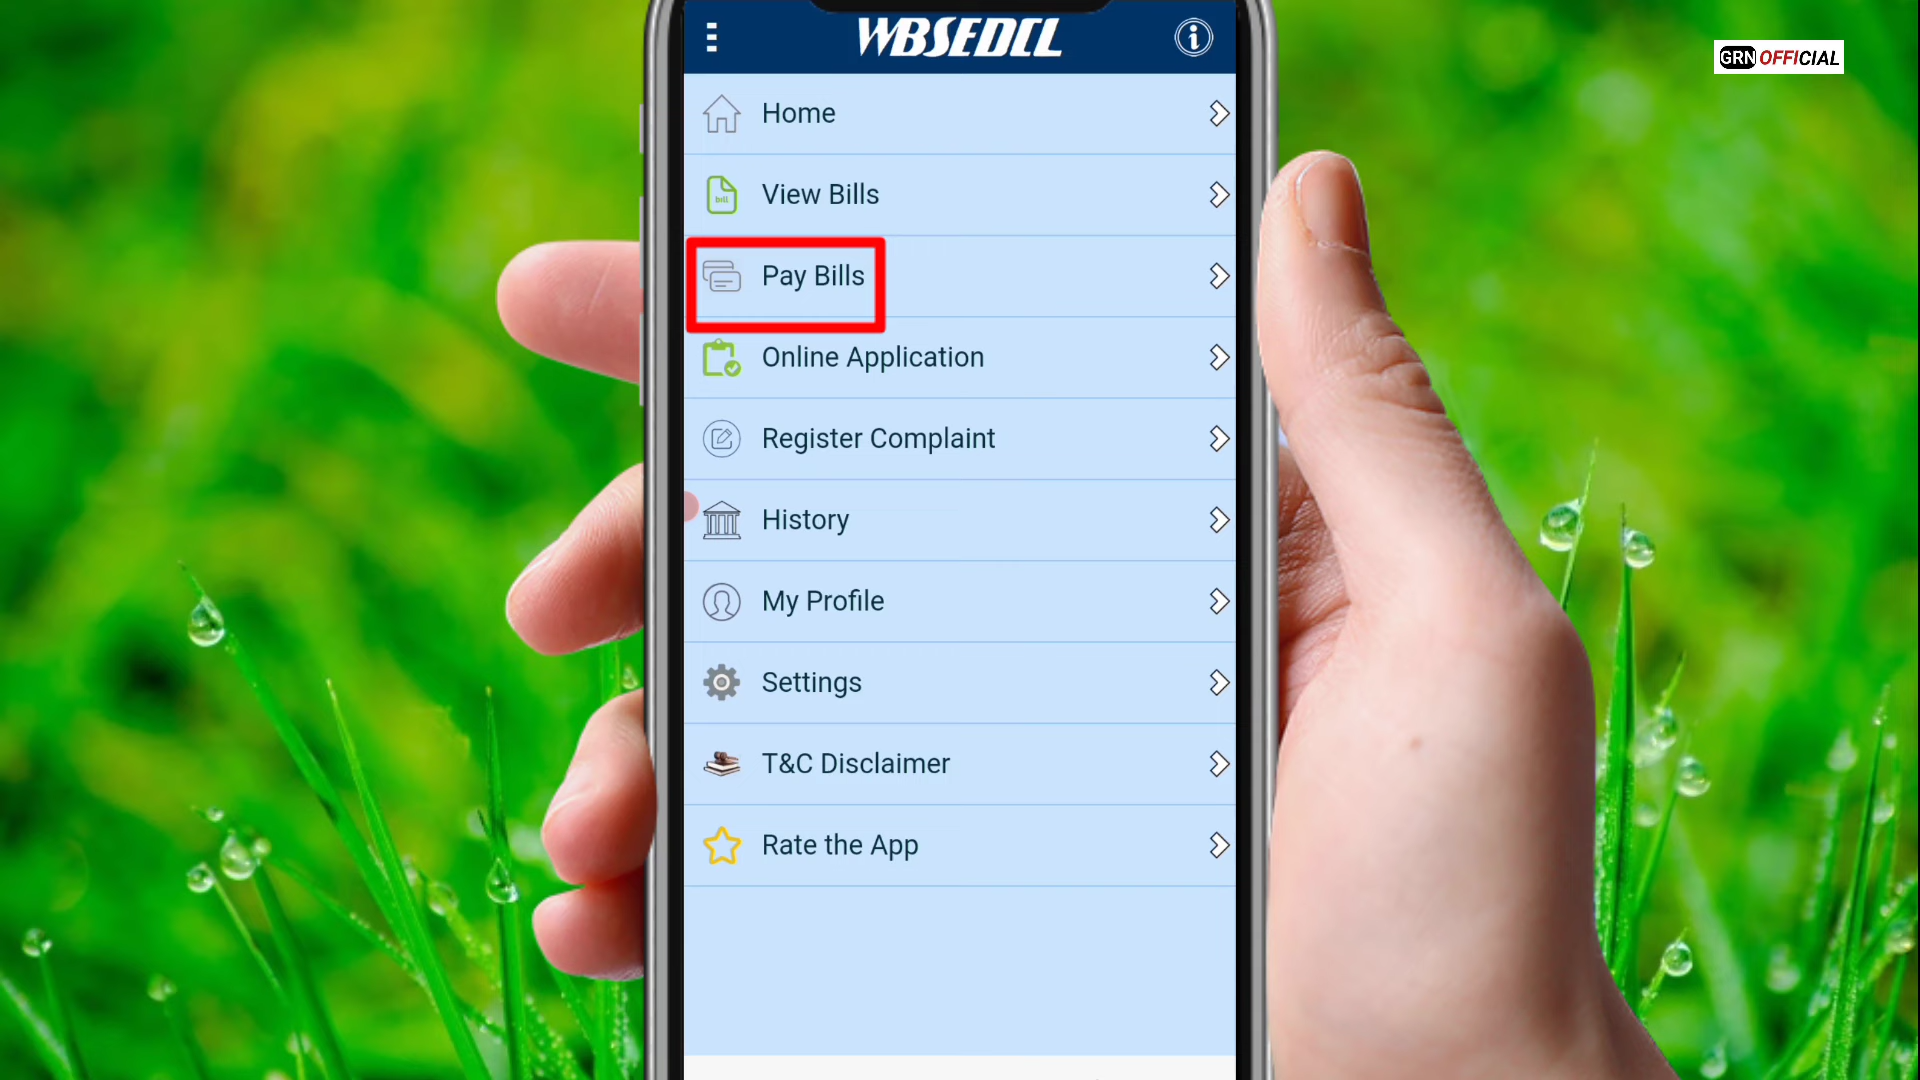 WBSEDCL
GRN OFFICIAL
Home
View Bills
bill
Pay Bills
Online Application
Register Complaint
History
My Profile
Settings
T&C Disclaimer
Rate the App